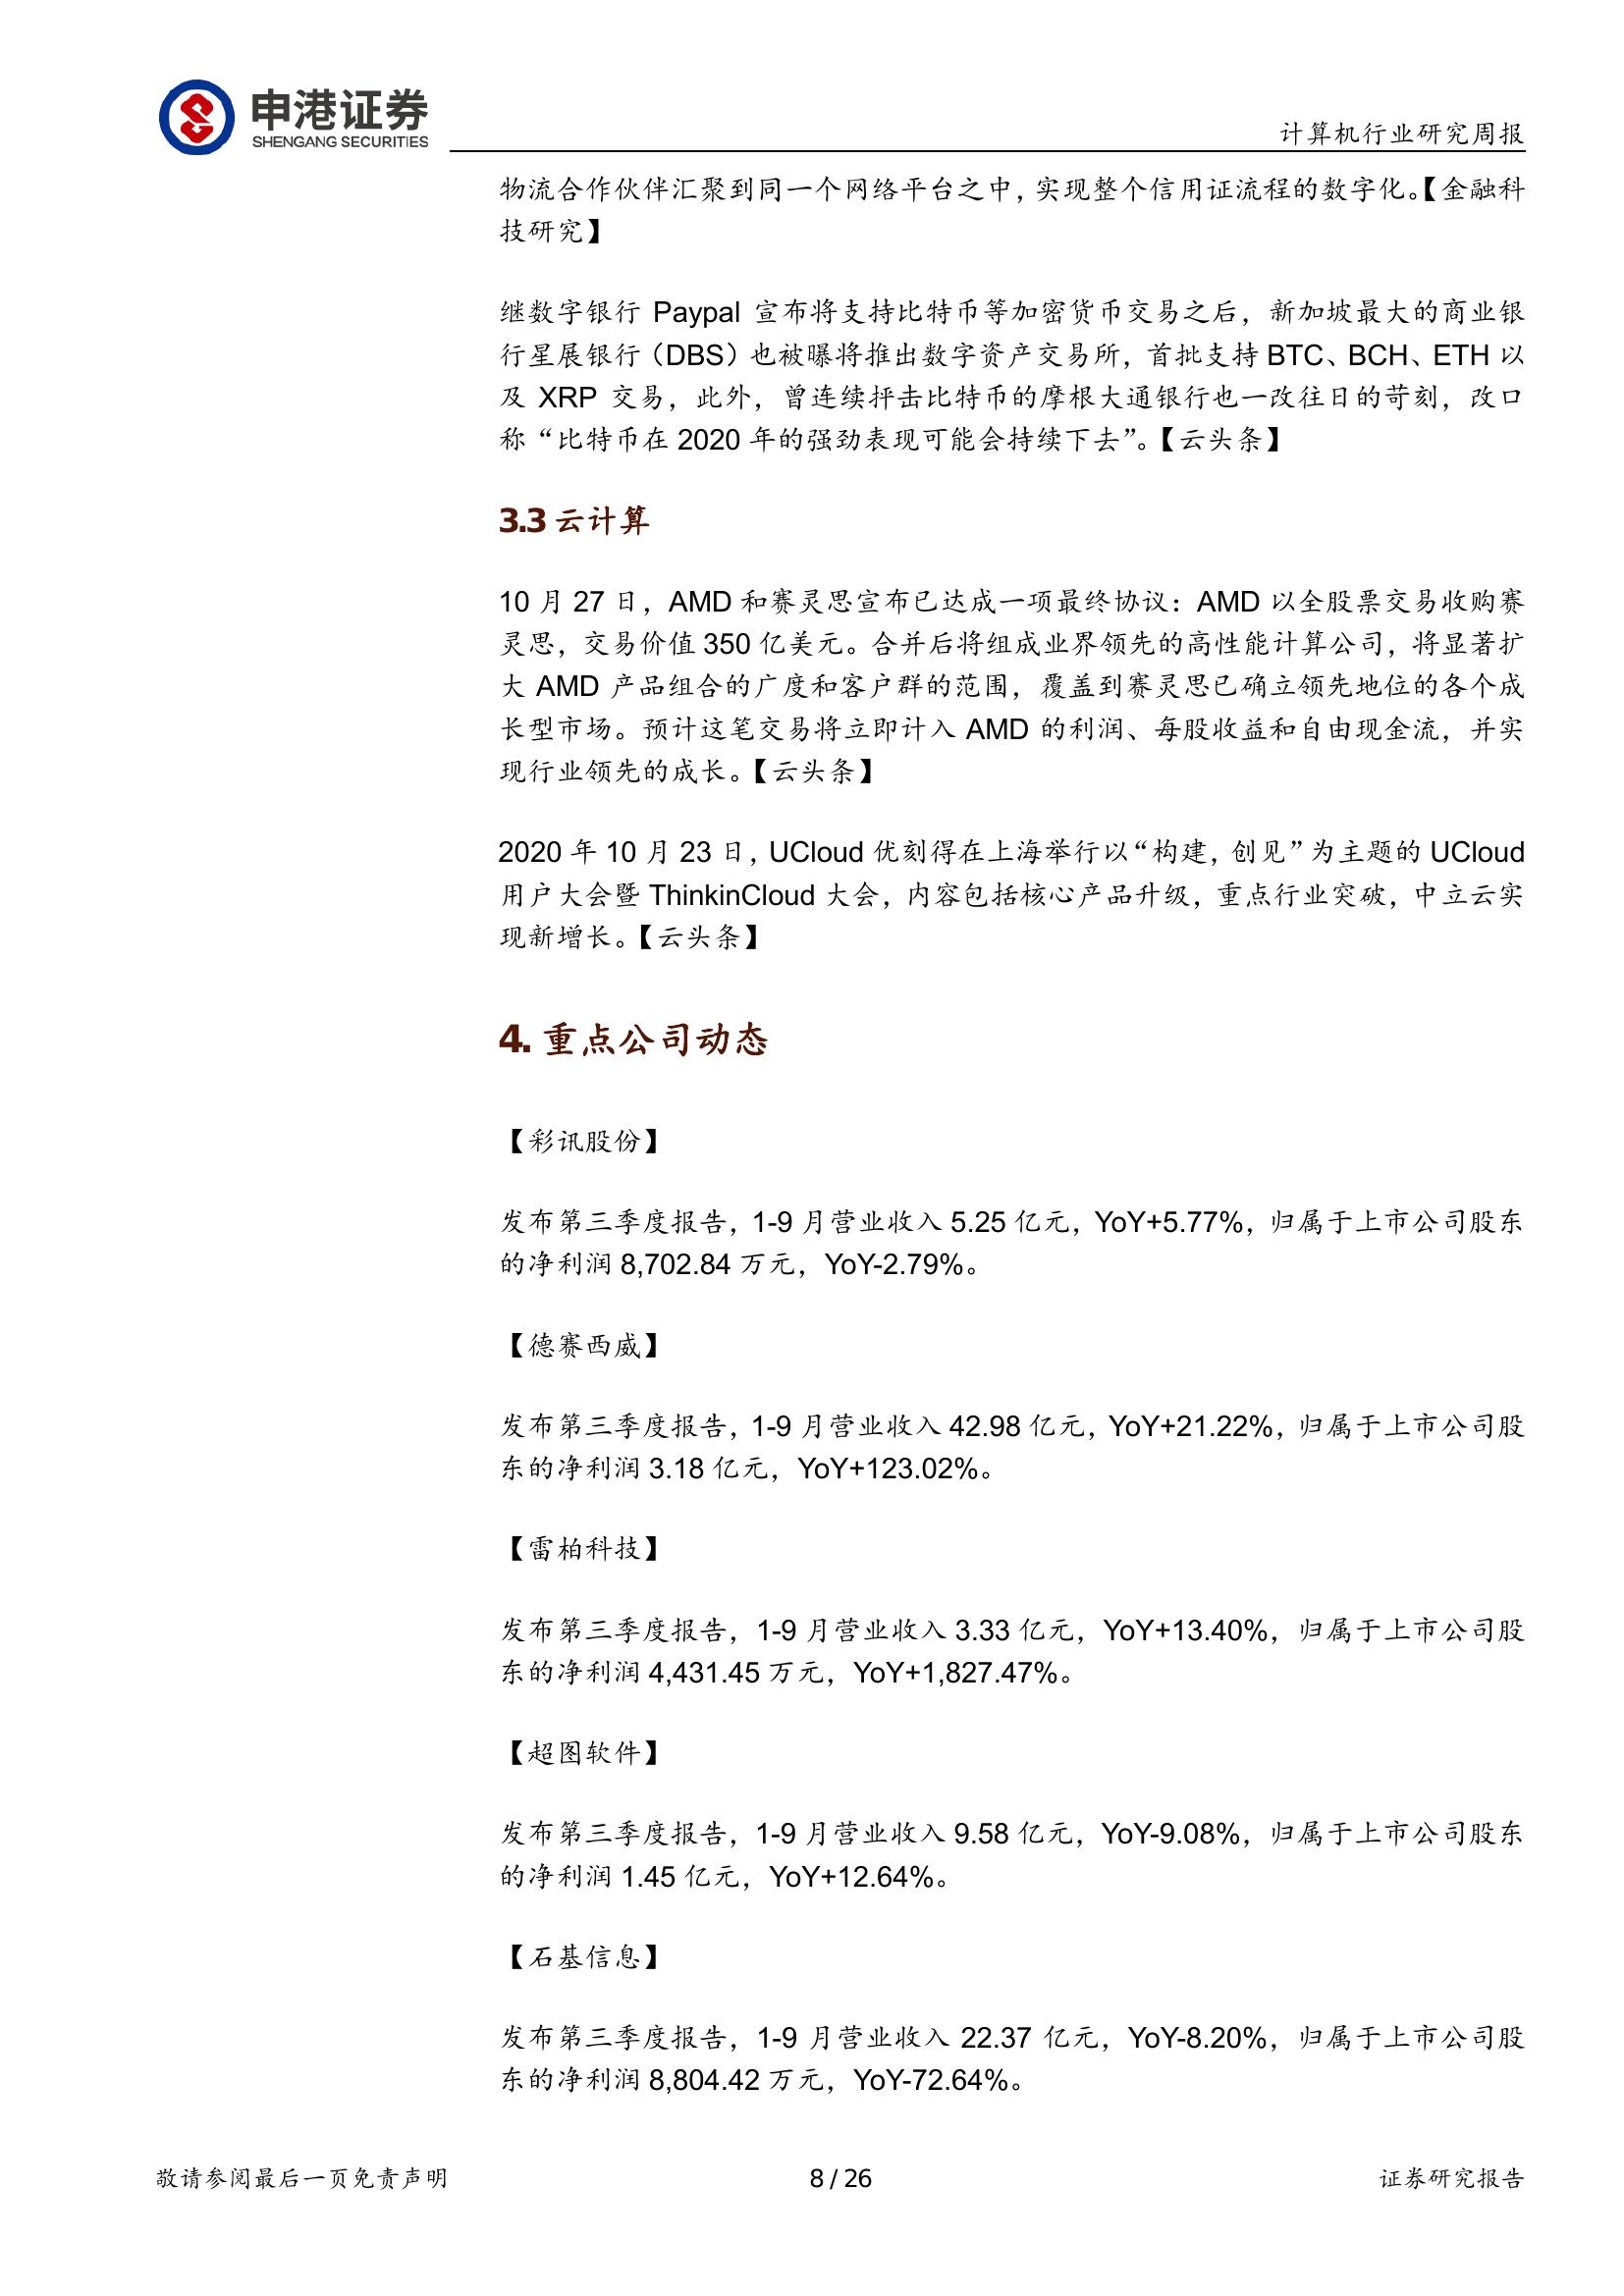 申港证券
SHENGANG SECURITIES
计算机行业研究周报
物流合作伙伴汇聚到同一个网络平台之中，实现整个信用证流程的数字化。【金融科
技研究】
继数字银行 Paypal 宣布将支持比特币等加密货币交易之后，新加坡最大的商业银
行星展银行（DBS）也被曝将推出数字资产交易所，首批支持 BTC、BCH、ETH 以
及 XRP 交易，此外，曾连续抨击比特币的摩根大通银行也一改往日的苛刻，改口
称“比特币在 2020 年的强劲表现可能会持续下去”。【云头条】
3.3 云计算
10 月 27 日，AMD 和赛灵思宣布已达成一项最终协议：AMD 以全股票交易收购赛
灵思，交易价值 350 亿美元。合并后将组成业界领先的高性能计算公司，将显著扩
大 AMD 产品组合的广度和客户群的范围，覆盖到赛灵思已确立领先地位的各个成
长型市场。预计这笔交易将立即计入 AMD 的利润、每股收益和自由现金流，并实
现行业领先的成长。【云头条】
2020 年 10 月 23 日，UCloud 优刻得在上海举行以“构建，创见”为主题的 UCloud
用户大会暨 ThinkinCloud 大会，内容包括核心产品升级，重点行业突破，中立云实
现新增长。【云头条】
4. 重点公司动态
【彩讯股份】
发布第三季度报告，1-9 月营业收入 5.25 亿元，YoY+5.77%，归属于上市公司股东
的净利润 8,702.84 万元，YoY-2.79%。
【德赛西威】
发布第三季度报告，1-9 月营业收入 42.98 亿元，YoY+21.22%，归属于上市公司股
东的净利润 3.18 亿元，YoY+123.02%。
【雷柏科技】
发布第三季度报告，1-9 月营业收入 3.33 亿元，YoY+13.40%，归属于上市公司股
东的净利润 4,431.45 万元，YoY+1,827.47%。
【超图软件】
发布第三季度报告，1-9 月营业收入 9.58 亿元，YoY-9.08%，归属于上市公司股东
的净利润 1.45 亿元，YoY+12.64%。
【石基信息】
发布第三季度报告，1-9 月营业收入 22.37 亿元，YoY-8.20%，归属于上市公司股
东的净利润 8,804.42 万元，YoY-72.64%。
敬请参阅最后一页免责声明
8 / 26
证券研究报告